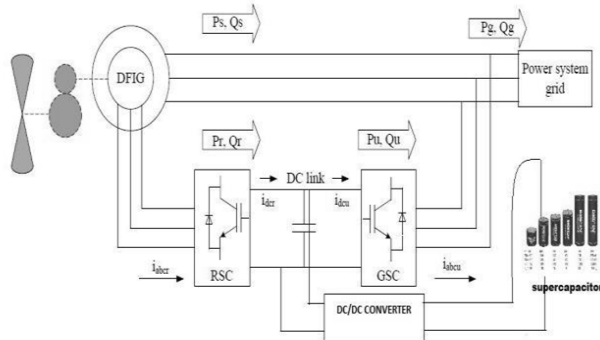 Ps, Qs
Pg, Qg
DFIG
Power system
grid
Pr, Qr
Pu, Qu
DC link
idcr
idcu
iabcr
RSC
GSC
iabcu
DC/DC CONVERTER
supercapacitor